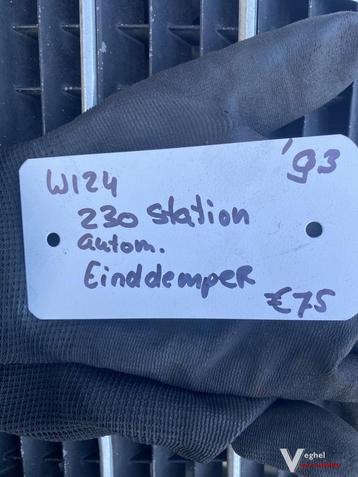 W124 '93
230 Station
autom.
Einddemper
€75
Veghel